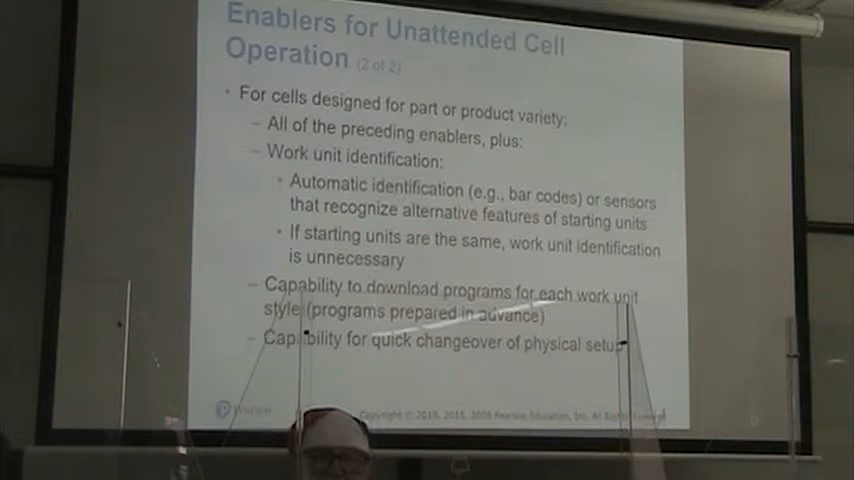 Enablers for Unattended Cell
Operation (2 of 2)
• For cells designed for part or product variety:
– All of the preceding enablers, plus:
– Work unit identification:
• Automatic identification (e.g., bar codes) or sensors
that recognize alternative features of starting units
• If starting units are the same, work unit identification
is unnecessary
– Capability to download programs for each work unit
style (programs prepared in advance)
– Capability for quick changeover of physical setup
Pearson
Copyright © 2019, 2015, 2008 Pearson Education, Inc. All Rights Reserved